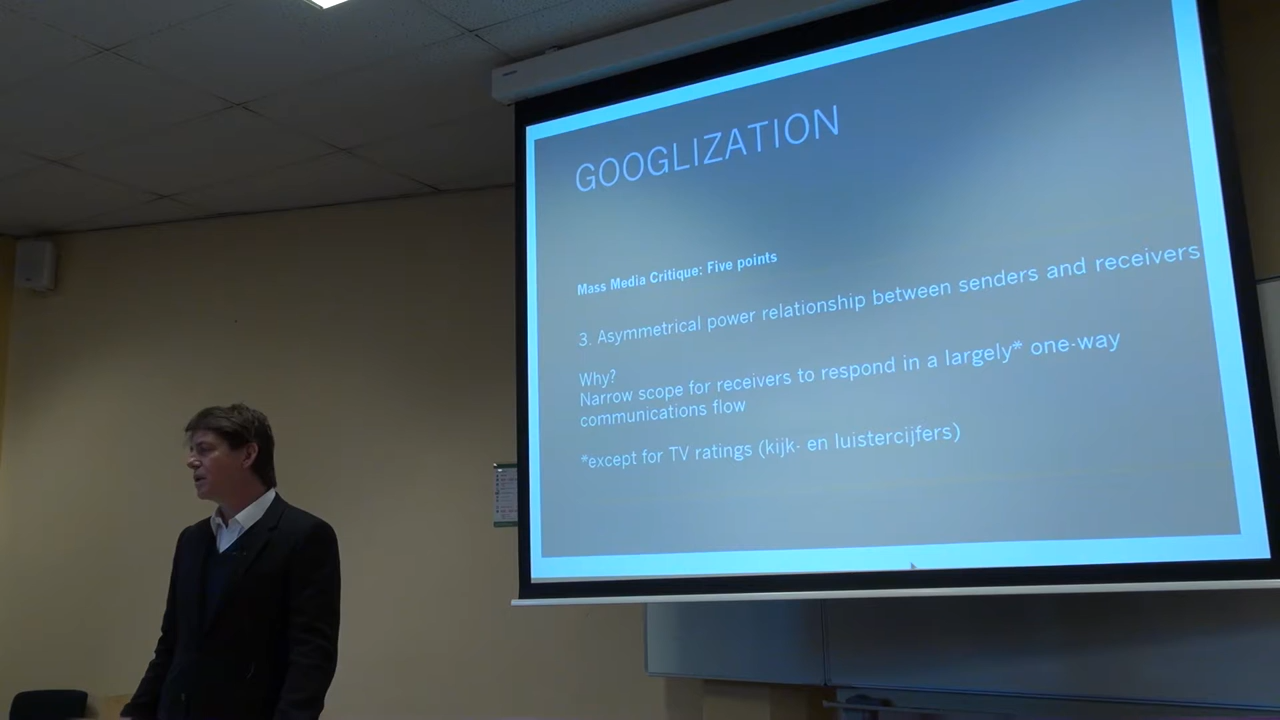 GOOGLIZATION
Mass Media Critique: Five points
3. Asymmetrical power relationship between senders and receivers
Why?
Narrow scope for receivers to respond in a largely* one-way
communications flow
*except for TV ratings (kijk- en luistercijfers)